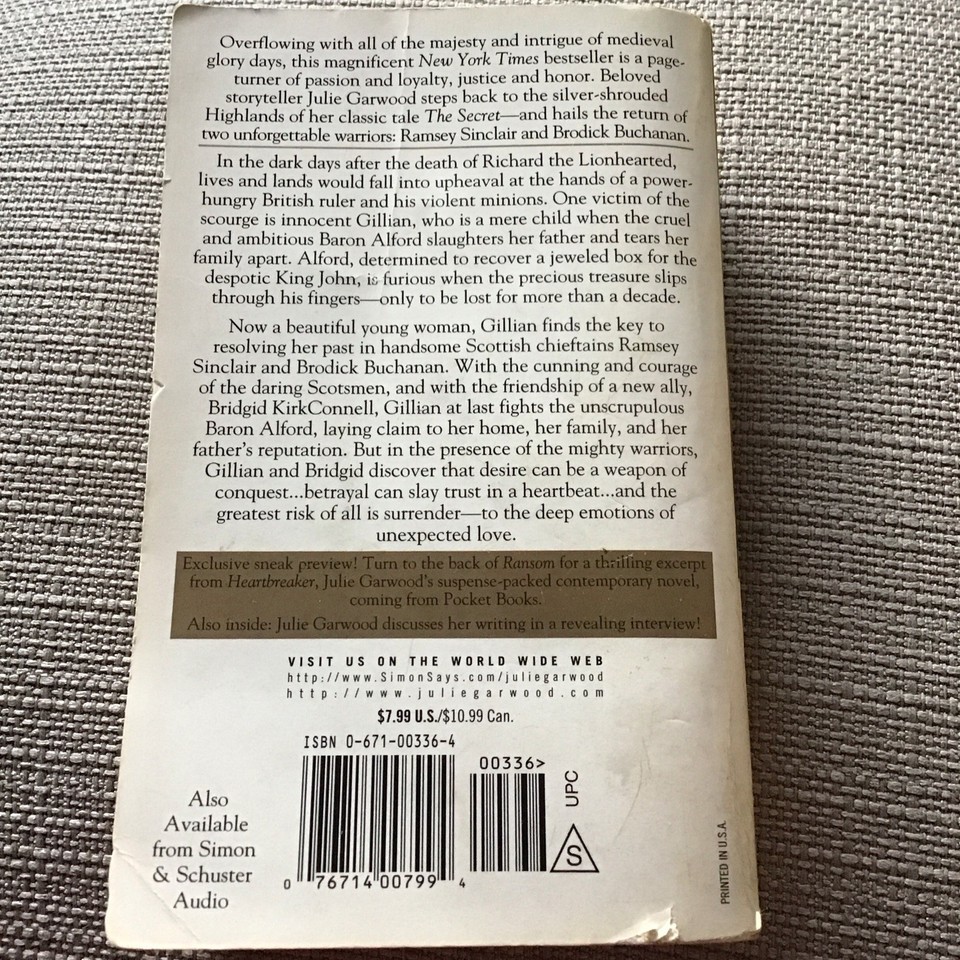 Overflowing with all of the majesty and intrigue of medieval
glory days, this magnificent New York Times bestseller is a page-
turner of passion and loyalty, justice and honor. Beloved
storyteller Julie Garwood steps back to the silver-shrouded
Highlands of her classic tale The Secret—and hails the return of
two unforgettable warriors: Ramsey Sinclair and Brodick Buchanan.
In the dark days after the death of Richard the Lionhearted,
lives and lands would fall into upheaval at the hands of a power-
hungry British ruler and his violent minions. One victim of the
scourge is innocent Gillian, who is a mere child when the cruel
and ambitious Baron Alford slaughters her father and tears her
family apart. Alford, determined to recover a jeweled box for the
despotic King John, is furious when the precious treasure slips
through his fingers—only to be lost for more than a decade.
Now a beautiful young woman, Gillian finds the key to
resolving her past in handsome Scottish chieftains Ramsey
Sinclair and Brodick Buchanan. With the cunning and courage
of the daring Scotsmen, and with the friendship of a new ally,
Bridgid KirkConnell, Gillian at last fights the unscrupulous
Baron Alford, laying claim to her home, her family, and her
father's reputation. But in the presence of the mighty warriors,
Gillian and Bridgid discover that desire can be a weapon of
conquest...betrayal can slay trust in a heartbeat...and the
greatest risk of all is surrender—to the deep emotions of
unexpected love.
Exclusive sneak preview! Turn to the back of Ransom for a thrilling excerpt
from Heartbreaker, Julie Garwood's suspense-packed contemporary novel,
coming from Pocket Books.
Also inside: Julie Garwood discusses her writing in a revealing interview!
VISIT US ON THE WORLD WIDE WEB
http://www.SimonSays.com/juliegarwood
http://www.juliegarwood.com
$7.99 U.S./$10.99 Can.
ISBN 0-671-00336-4
00336>
UPC
S
0 76714 00799 4
Also
Available
from Simon
& Schuster
Audio
PRINTED IN U.S.A.